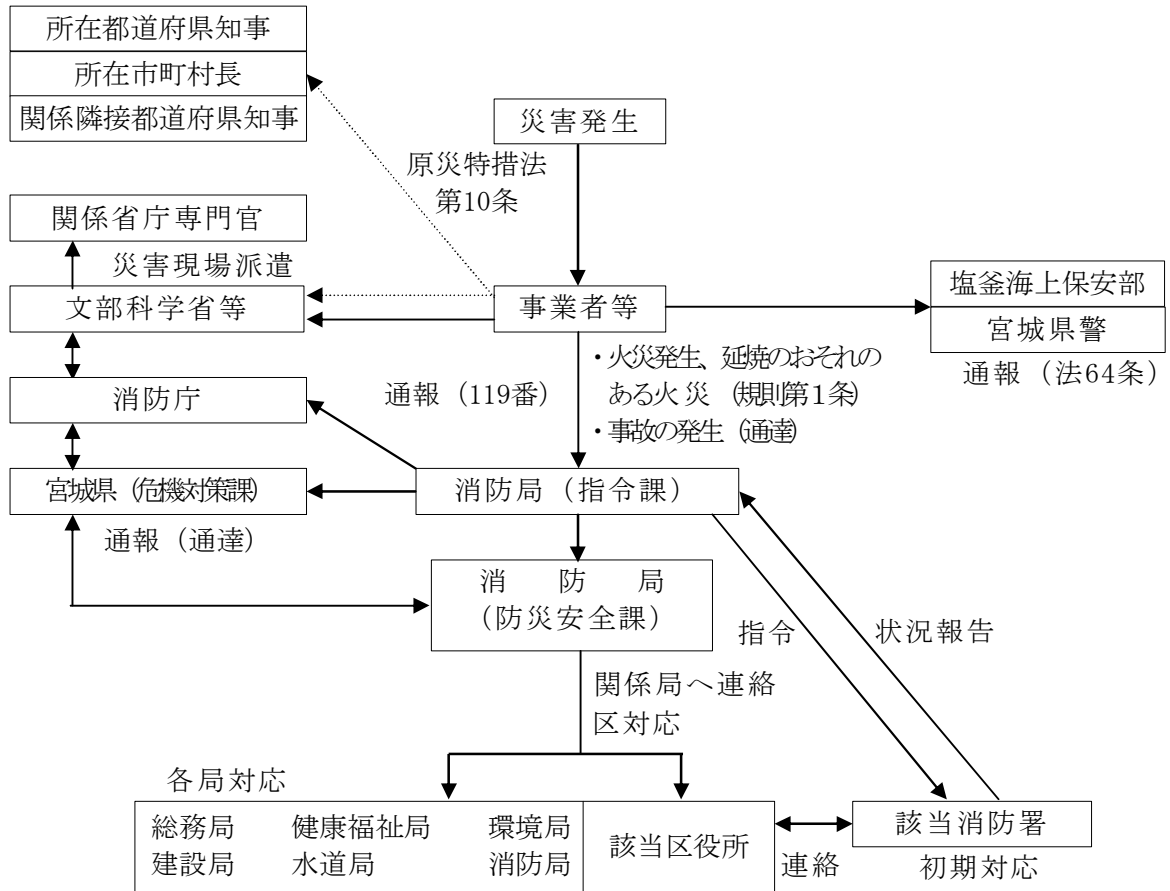 所在都道府県知事
所在市町村長
関係隣接都道府県知事
災害発生
原災特措法
第10条
関係省庁専門官
災害現場派遣
文部科学省等
事業者等
塩釜海上保安部
宮城県警
通報（法64条）
消防庁
通報（119番）
・火災発生、延焼のおそれの
ある火災（規則第１条）
・事故の発生（通達）
宮城県（危機対策課）
消防局（指令課）
通報（通達）
消防局
（防災安全課）
指令
状況報告
関係局へ連絡
区対応
各局対応
総務局 健康福祉局 環境局
建設局 水道局 消防局
該当区役所
連絡
該当消防署
初期対応